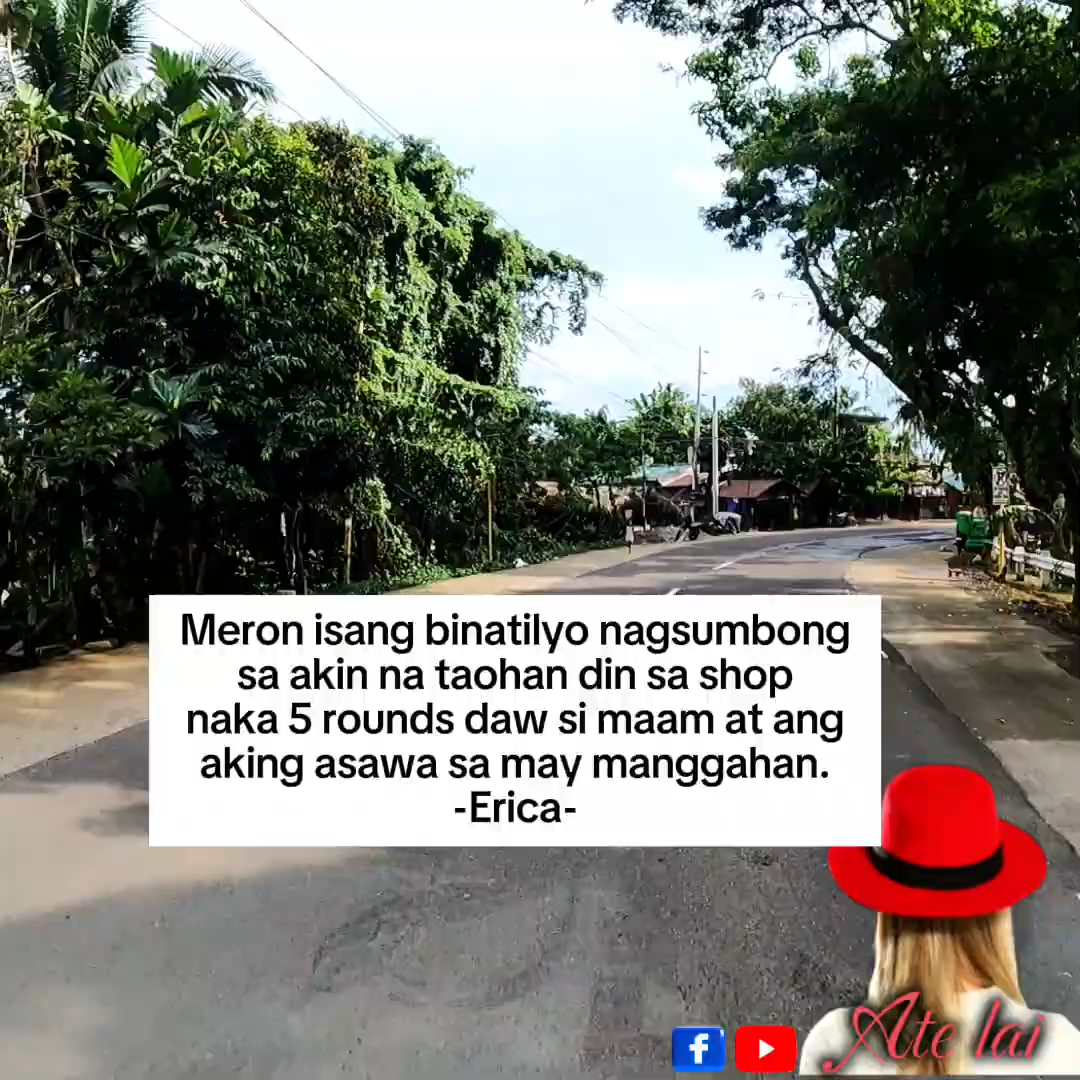 Meron isang binatilyo nagsumbong
sa akin na taohan din sa shop
naka 5 rounds daw si maam at ang
aking asawa sa may manggahan.
-Erica-
Ate lai